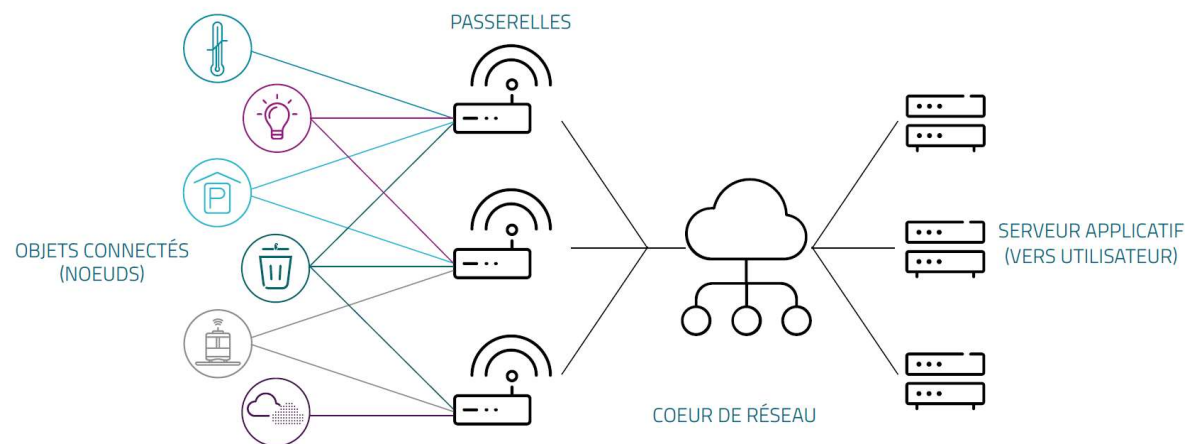 PASSERELLES
P
OBJETS CONNECTÉS
(NOEUDS)
SERVEUR APPLICATIF
(VERS UTILISATEUR)
COEUR DE RÉSEAU